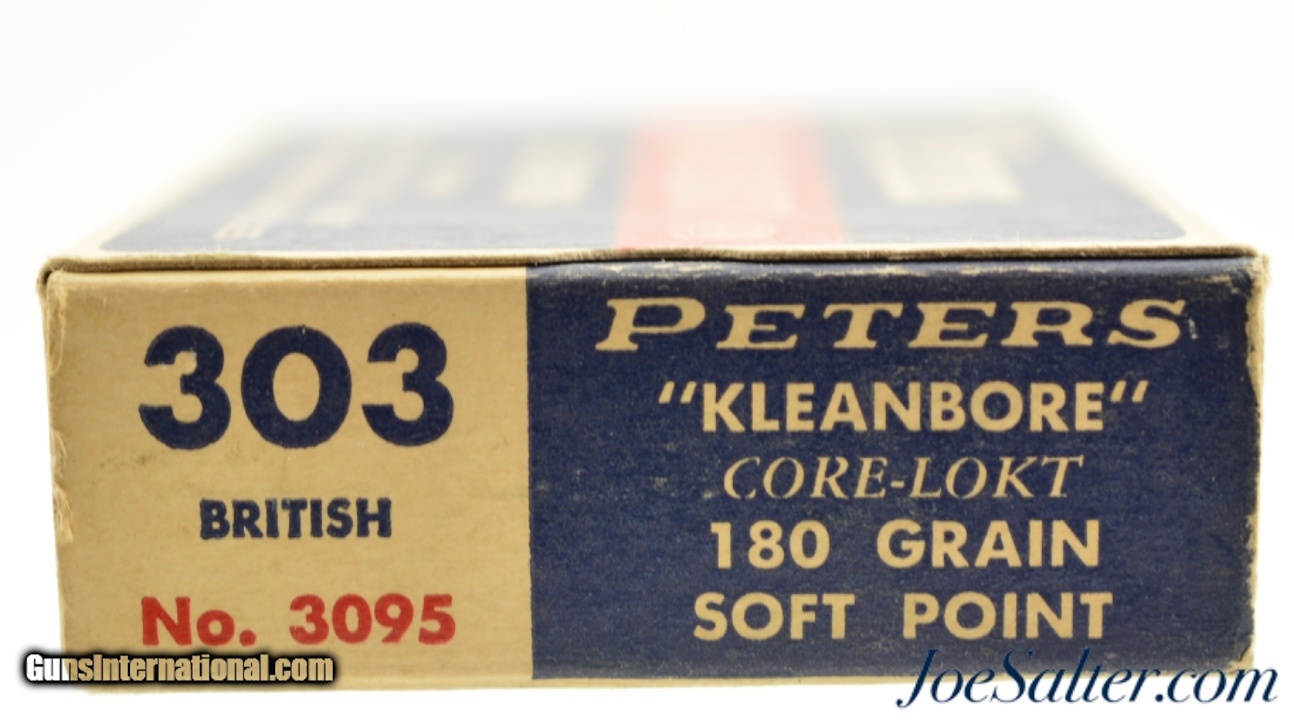 303
BRITISH
No. 3095
PETERS
"KLEANBORE"
CORE-LOKT
180 GRAIN
SOFT POINT
GunsInternational.com
JoeSalter.com